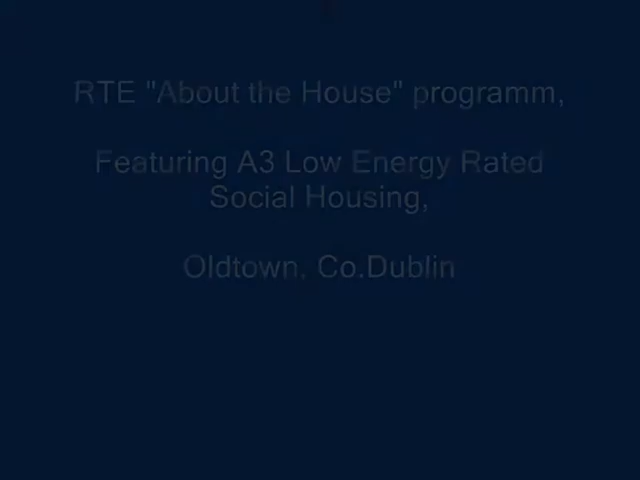 RTE "About the House" programm,
Featuring A3 Low Energy Rated
Social Housing,
Oldtown, Co.Dublin